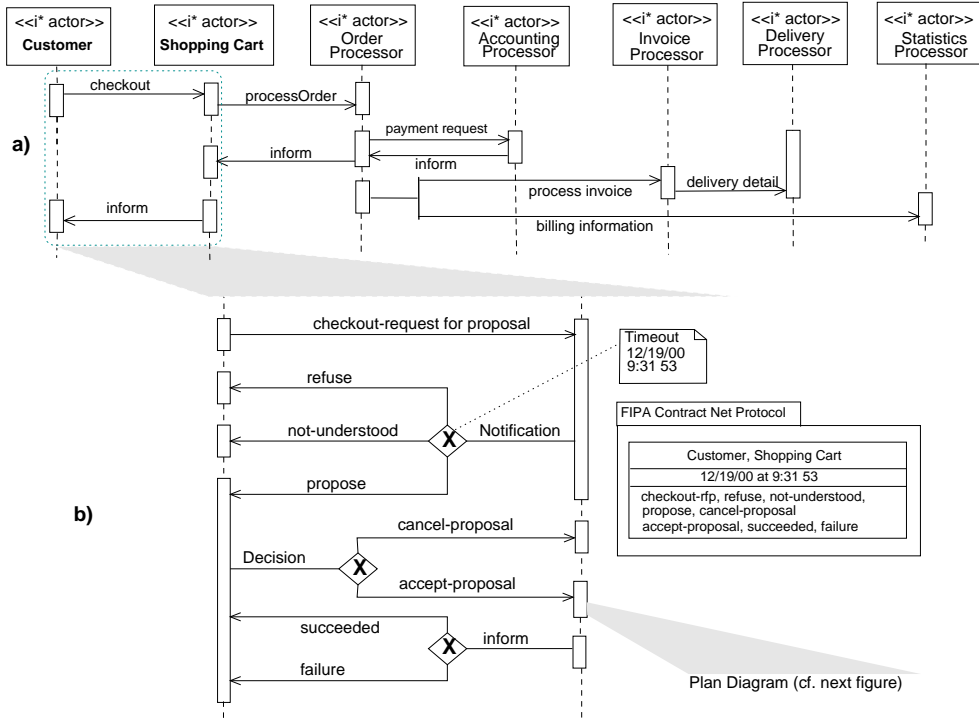 <<i* actor>>
Customer
<<i* actor>>
Shopping Cart
<<i* actor>>
Order
Processor
<<i* actor>>
Accounting
Processor
<<i* actor>>
Invoice
Processor
<<i* actor>>
Delivery
Processor
<<i* actor>>
Statistics
Processor
a)
checkout
processOrder
payment request
inform
inform
process invoice
delivery detail
inform
billing information
b)
checkout-request for proposal
Timeout
12/19/00
9:31 53
refuse
not-understood
X
Notification
propose
FIPA Contract Net Protocol
Customer, Shopping Cart
12/19/00 at 9:31 53
checkout-rfp, refuse, not-understood,
propose, cancel-proposal
accept-proposal, succeeded, failure
cancel-proposal
Decision
X
accept-proposal
succeeded
X
inform
failure
Plan Diagram (cf. next figure)